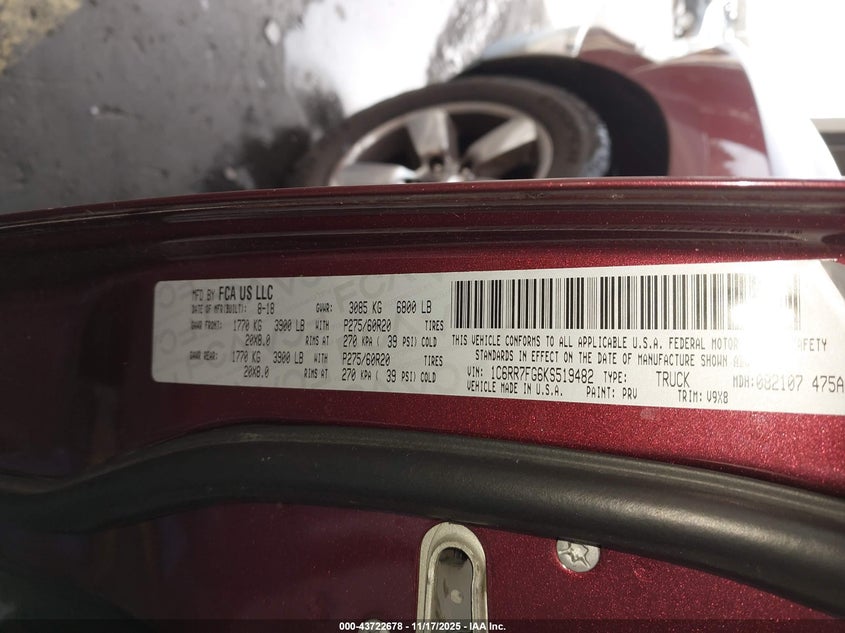 MFD BY FCA US LLC
DATE OF MFR(BUILT): 8-18 GVWR: 3085 KG 6800 LB
GAWR FRONT: 1770 KG 3900 LB WITH P275/60R20 TIRES
20X8.0 RIMS AT 270 KPA ( 39 PSI) COLD
GAWR REAR: 1770 KG 3900 LB WITH P275/60R20 TIRES
20X8.0 RIMS AT 270 KPA ( 39 PSI) COLD
THIS VEHICLE CONFORMS TO ALL APPLICABLE U.S.A. FEDERAL MOTOR SAFETY
STANDARDS IN EFFECT ON THE DATE OF MANUFACTURE SHOWN
VIN: 1C6RR7FG6KS519482 TYPE: TRUCK MDH:082107 475A
VEHICLE MADE IN U.S.A. PAINT: PRV TRIM: V9X8
000-43722678 - 11/17/2025 - IAA Inc.